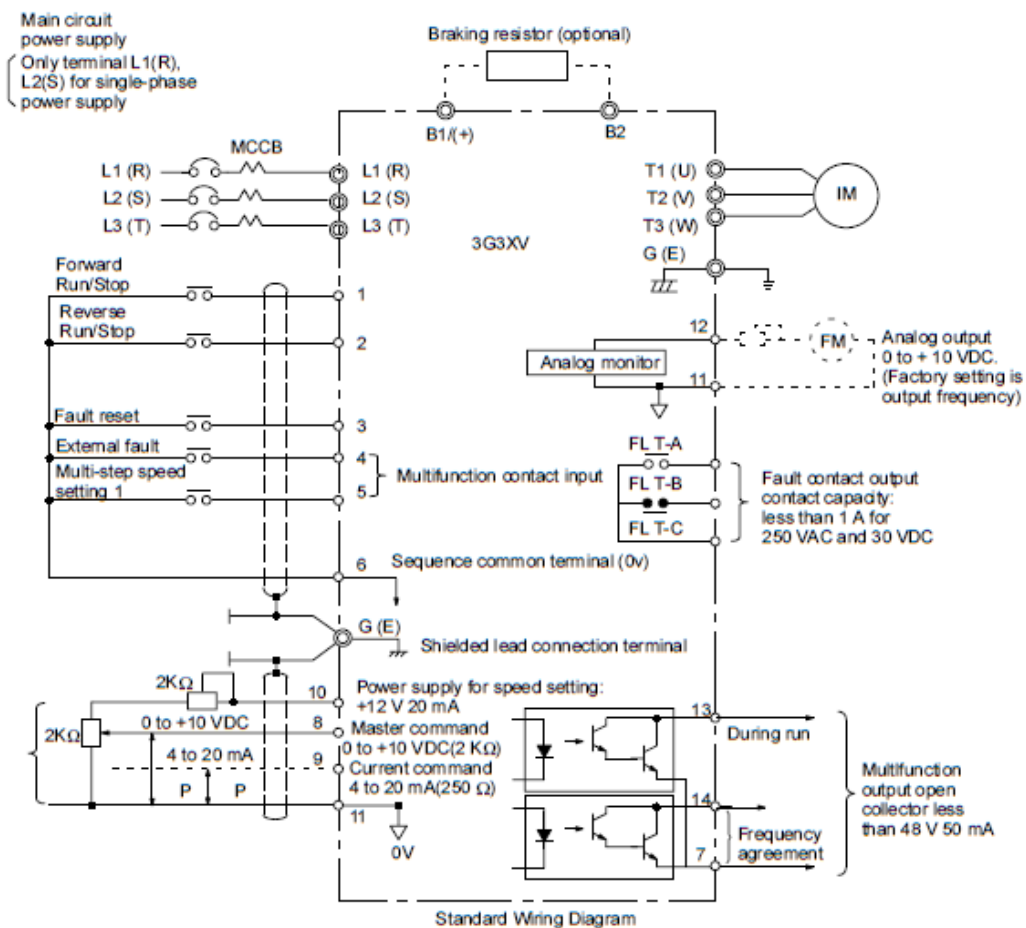 Main circuit
power supply
Only terminal L1(R),
L2(S) for single-phase
power supply
Braking resistor (optional)
B1/(+)
B2
MCCB
L1 (R)
L2 (S)
L3 (T)
L1 (R)
L2 (S)
L3 (T)
3G3XV
T1 (U)
T2 (V)
T3 (W)
G (E)
IM
Forward
Run/Stop
1
Reverse
Run/Stop
2
Fault reset
3
External fault
4
Multi-step speed
setting 1
5
Multifunction contact input
6
Sequence common terminal (0v)
G (E)
Shielded lead connection terminal
12
Analog monitor
11
FM
Analog output
0 to + 10 VDC.
(Factory setting is
output frequency)
FL T-A
FL T-B
FL T-C
Fault contact output
contact capacity:
less than 1 A for
250 VAC and 30 VDC
2KΩ
10
Power supply for speed setting:
+12 V 20 mA
2KΩ
0 to +10 VDC
8
Master command
0 to +10 VDC(2 KΩ)
4 to 20 mA
9
Current command
4 to 20 mA(250 Ω)
P
P
11
0V
13
During run
14
Frequency
agreement
7
Multifunction
output open
collector less
than 48 V 50 mA
Standard Wiring Diagram